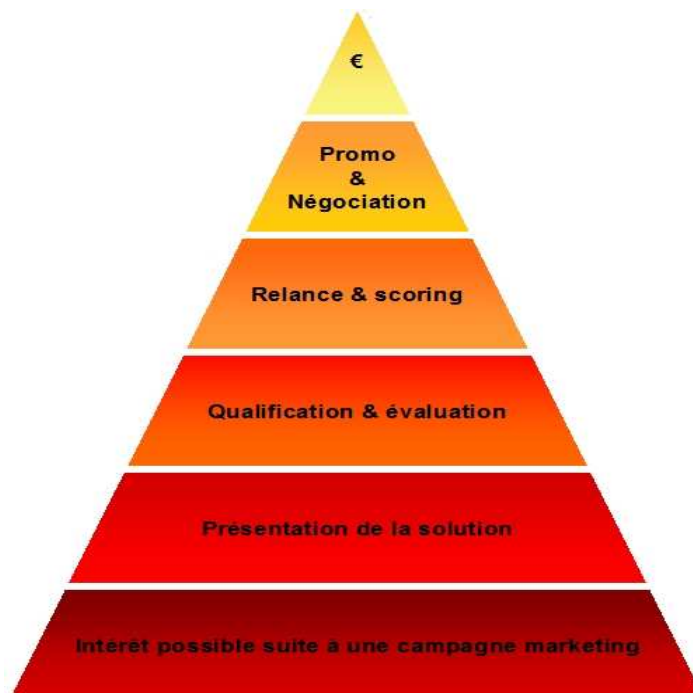 €
Promo
&
Négociation
Relance & scoring
Qualification & évaluation
Présentation de la solution
Intérêt possible suite à une campagne marketing